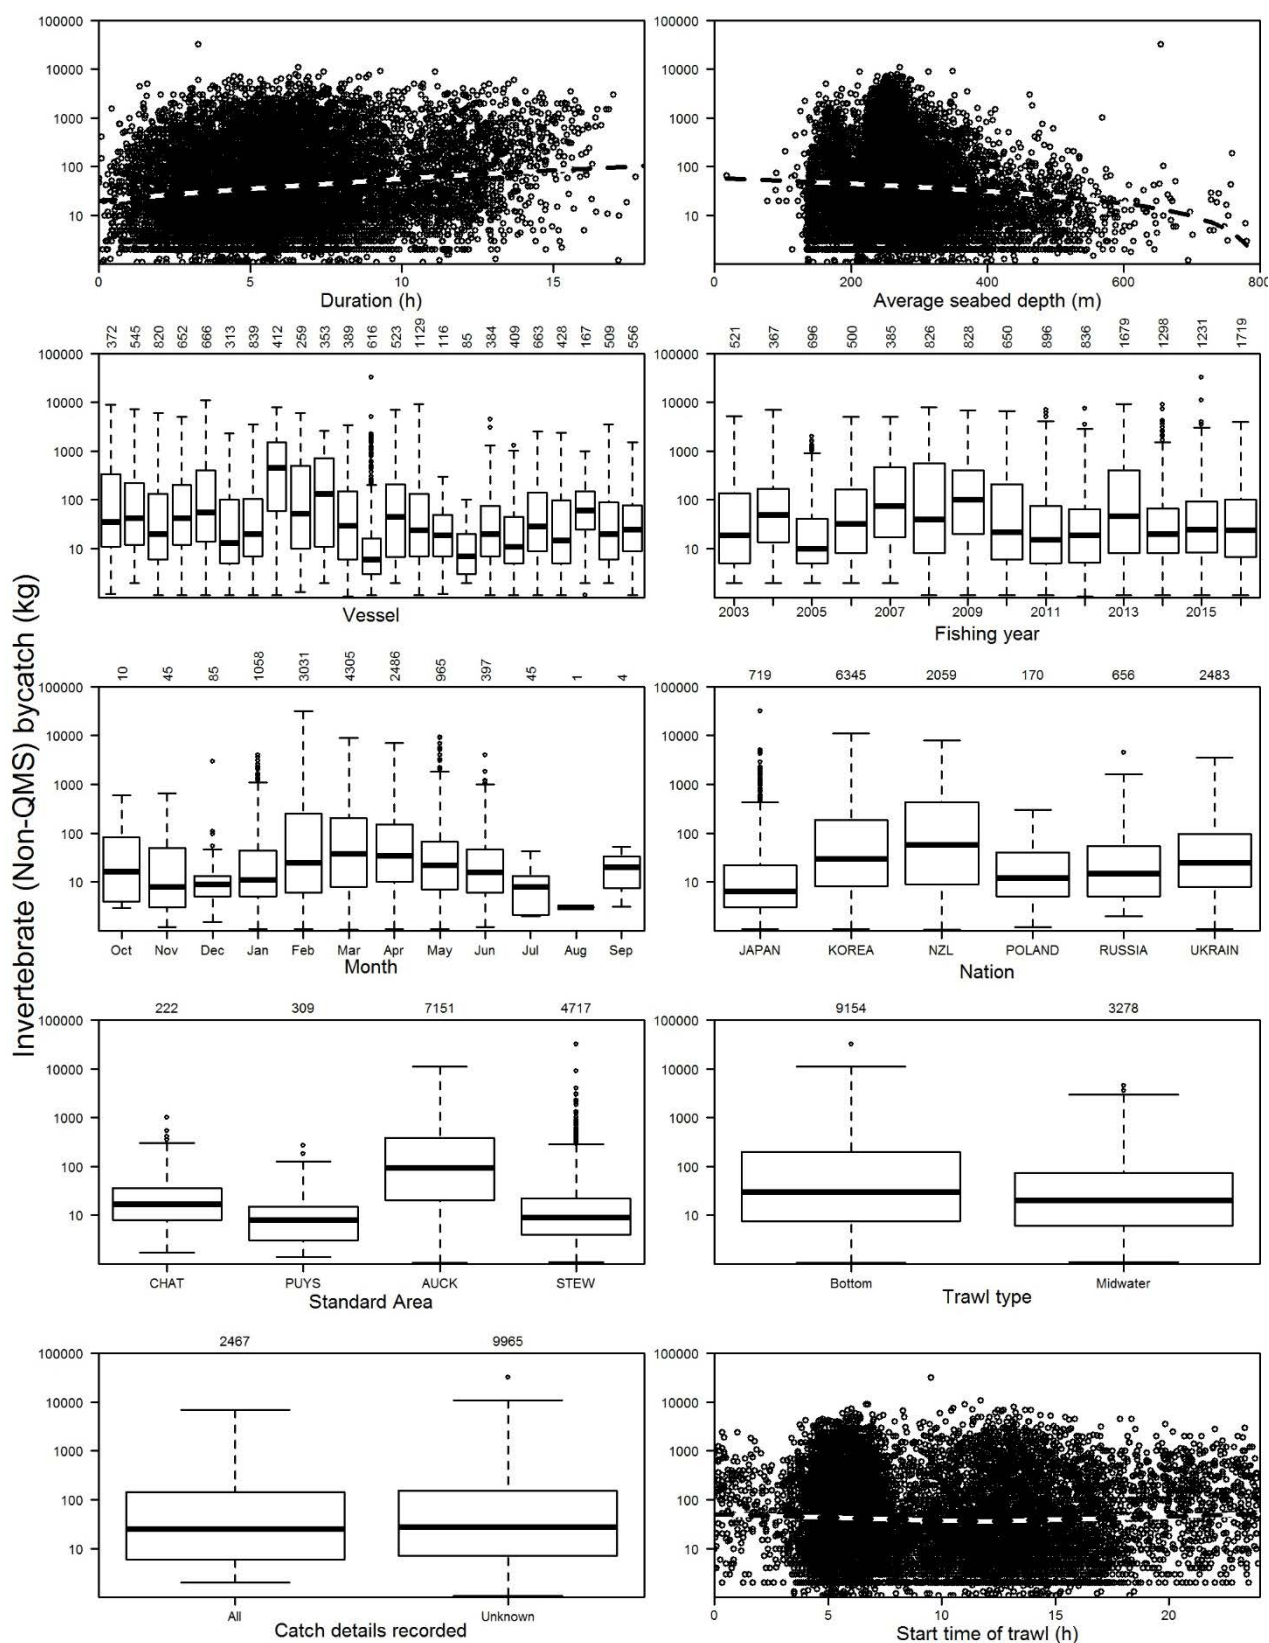 Invertebrate (Non-QMS) bycatch (kg)
100000
10000
1000
100
10
0 5 10 15
Duration (h)
100000
10000
1000
100
10
200 400 600 800
Average seabed depth (m)
372 545 820 652 666 313 839 412 259 353 389 616 523 1129 116 85 384 409 663 428 167 509 556
100000
10000
1000
100
10
Vessel
521 367 696 500 385 826 828 650 896 836 1679 1298 1231 1719
100000
10000
1000
100
10
2003 2005 2007 2009 2011 2013 2015
Fishing year
10 45 85 1058 3031 4305 2486 965 397 45 1 4
100000
10000
1000
100
10
Oct Nov Dec Jan Feb Mar Apr May Jun Jul Aug Sep
Month
719 6345 2059 170 656 2483
100000
10000
1000
100
10
JAPAN KOREA NZL POLAND RUSSIA UKRAIN
Nation
222 309 7151 4717
100000
10000
1000
100
10
CHAT PUYS AUCK STEW
Standard Area
9154 3278
100000
10000
1000
100
10
Bottom Midwater
Trawl type
2467 9965
100000
10000
1000
100
10
All Unknown
Catch details recorded
100000
10000
1000
100
10
0 5 10 15 20
Start time of trawl (h)